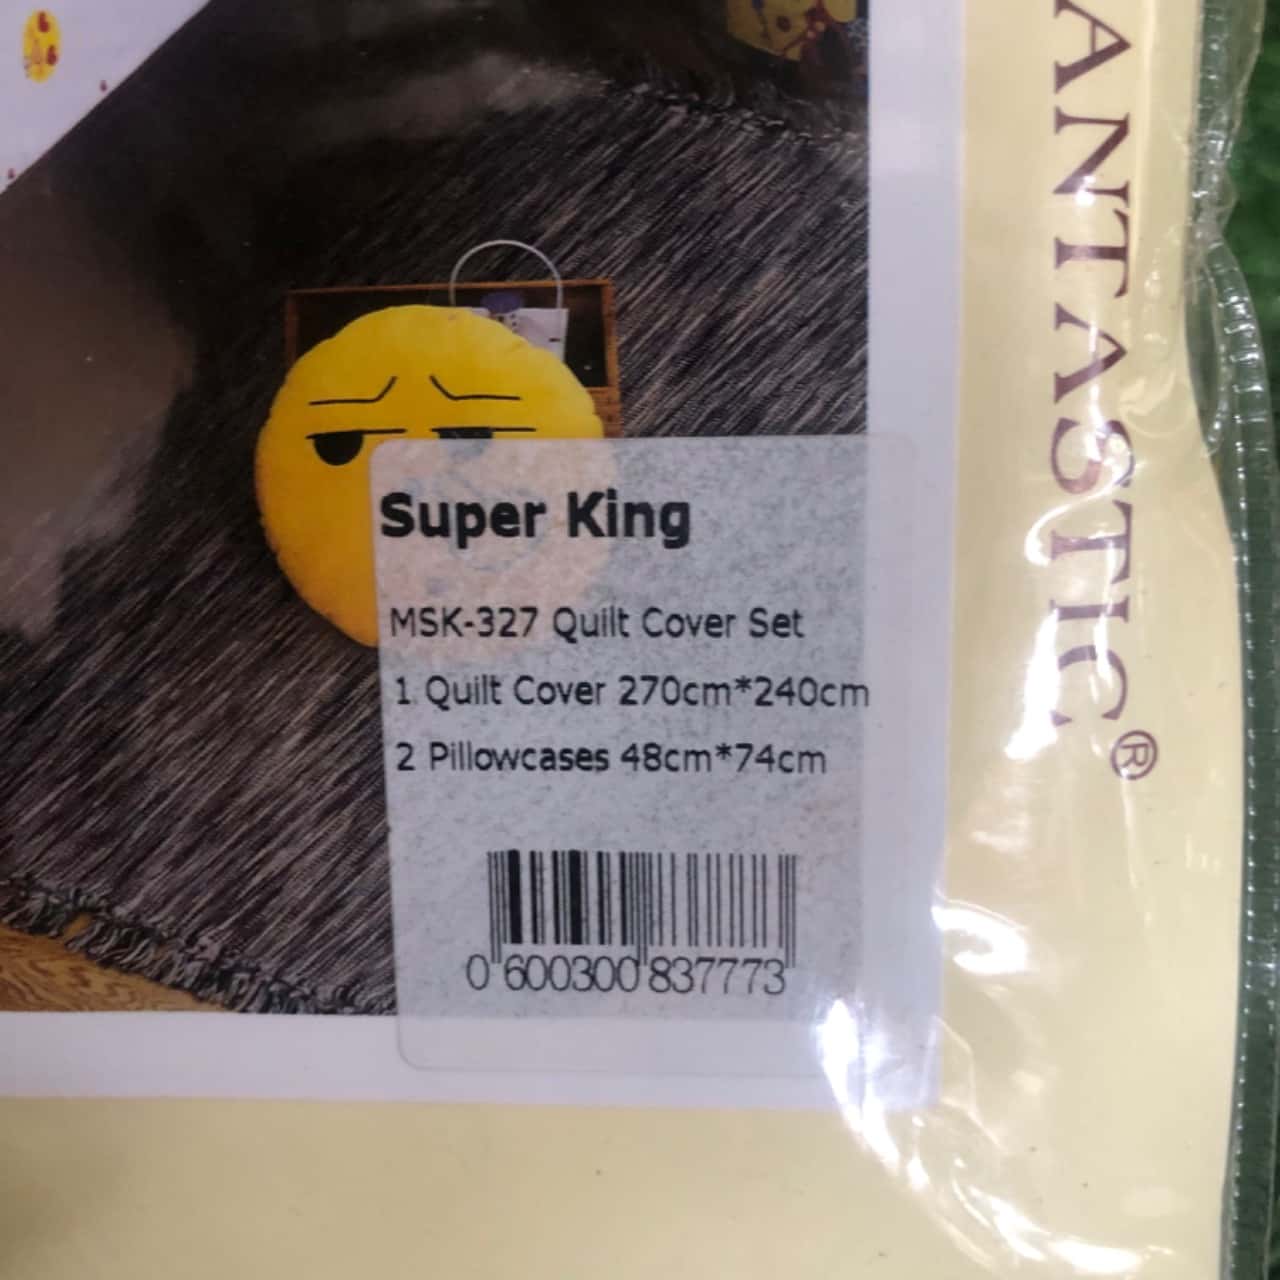 Super King
MSK-327 Quilt Cover Set
1 Quilt Cover 270cm*240cm
2 Pillowcases 48cm*74cm
0 600300 837773
ANTASTIC®